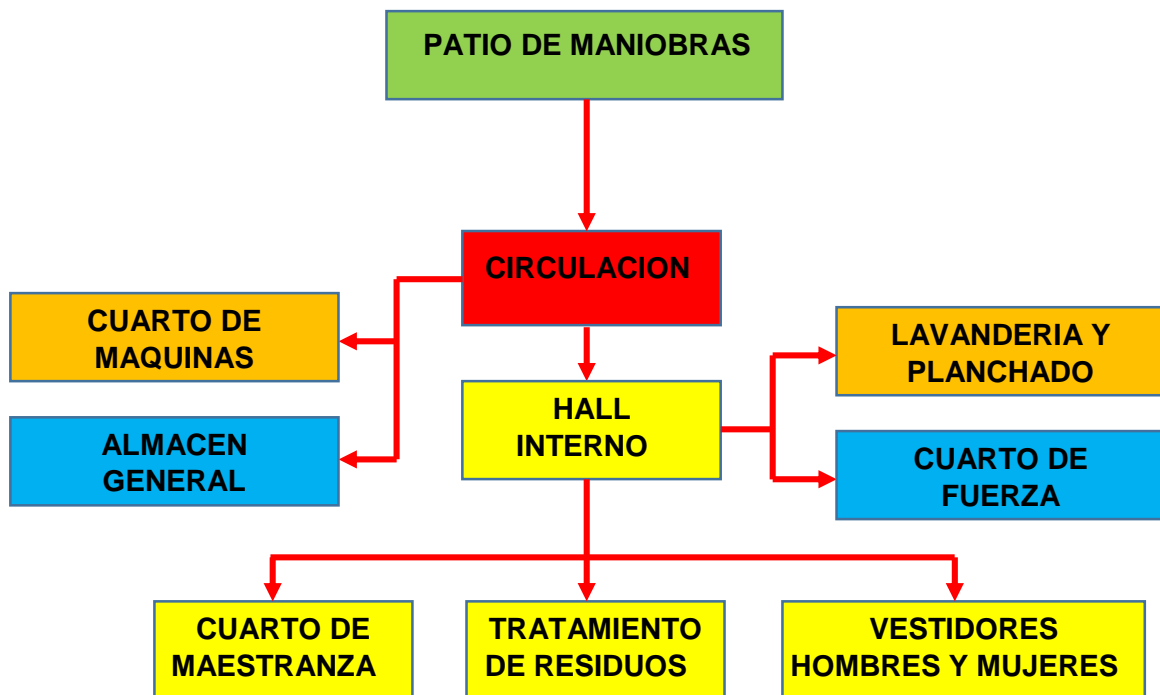 PATIO DE MANIOBRAS
CIRCULACION
CUARTO DE
MAQUINAS
LAVANDERIA Y
PLANCHADO
HALL
INTERNO
ALMACEN
GENERAL
CUARTO DE
FUERZA
CUARTO DE
MAESTRANZA
TRATAMIENTO
DE RESIDUOS
VESTIDORES
HOMBRES Y MUJERES